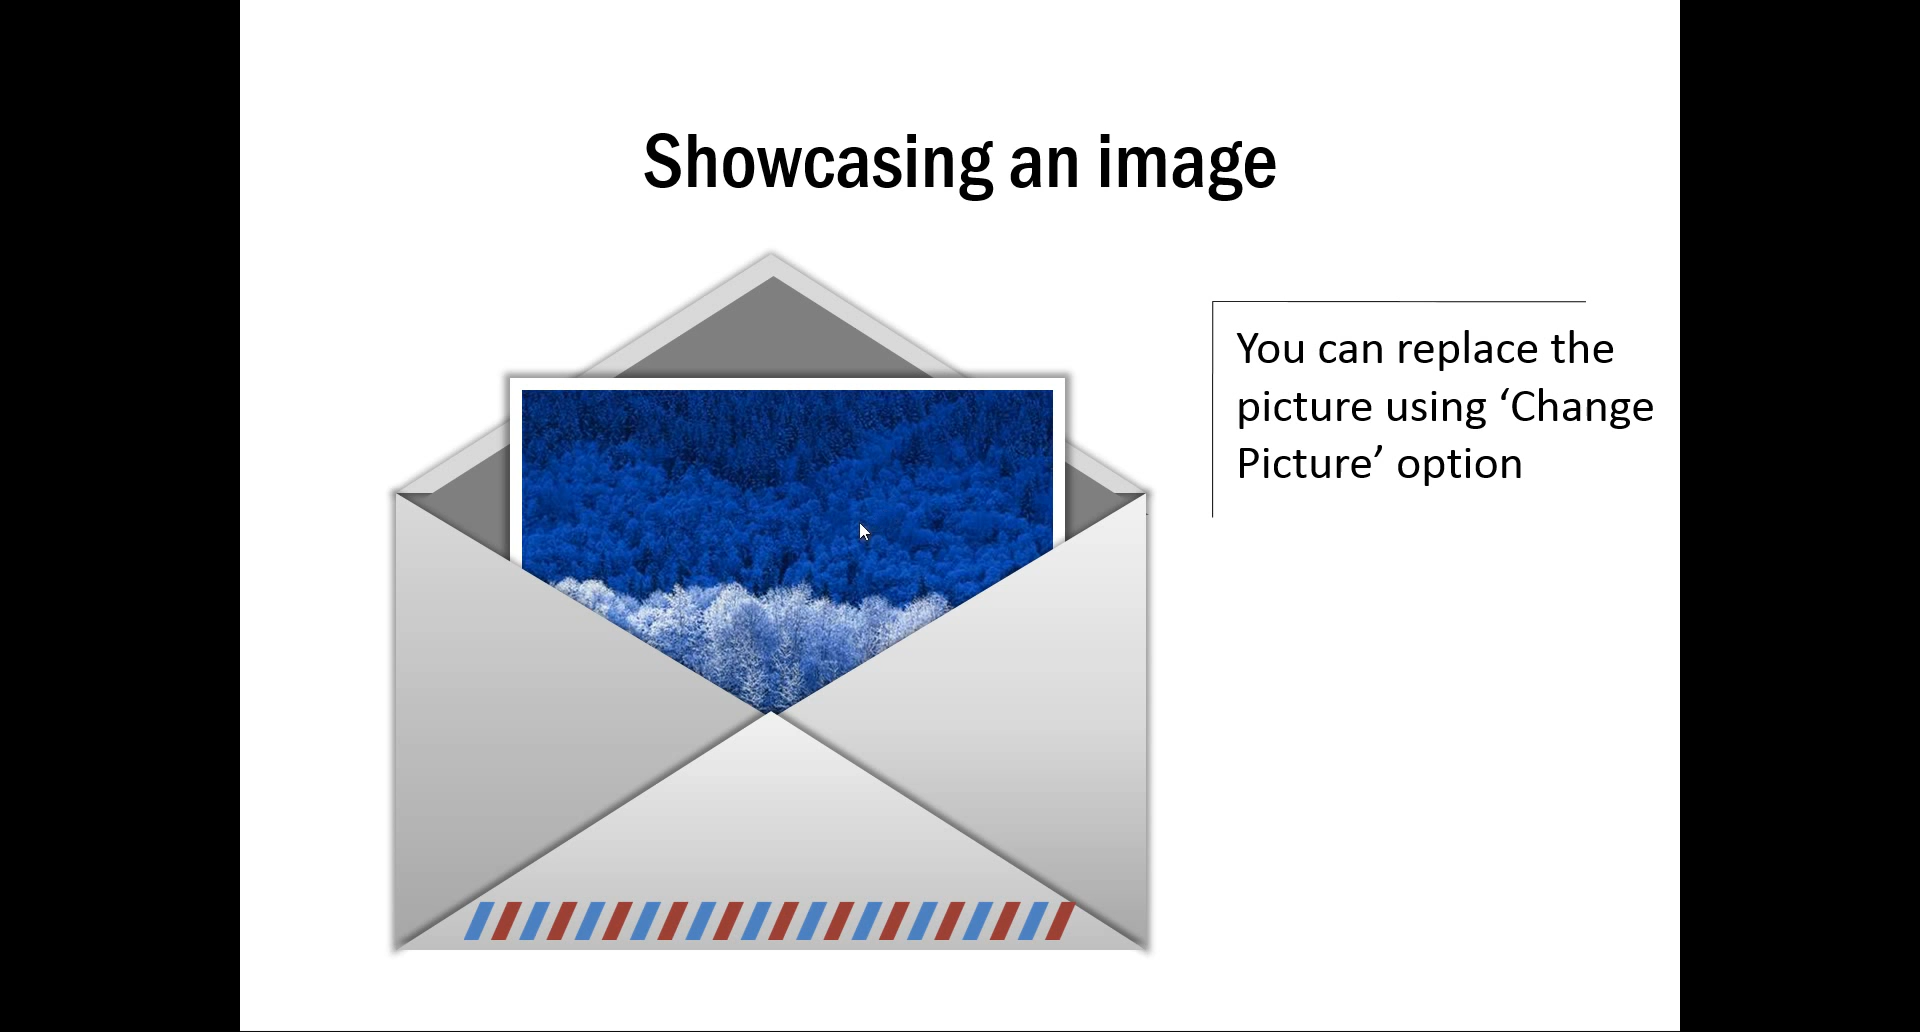 Showcasing an image
You can replace the
picture using ‘Change
Picture’ option